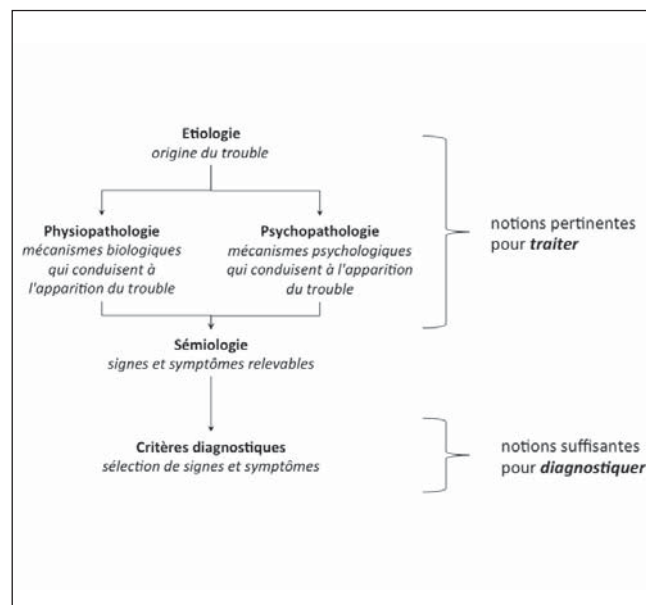 Etiologie
origine du trouble
Physiopathologie
mécanismes biologiques
qui conduisent à
l'apparition du trouble
Psychopathologie
mécanismes psychologiques
qui conduisent à l'apparition
du trouble
notions pertinentes
pour traiter
Sémiologie
signes et symptômes relevables
Critères diagnostiques
sélection de signes et symptômes
notions suffisantes
pour diagnostiquer